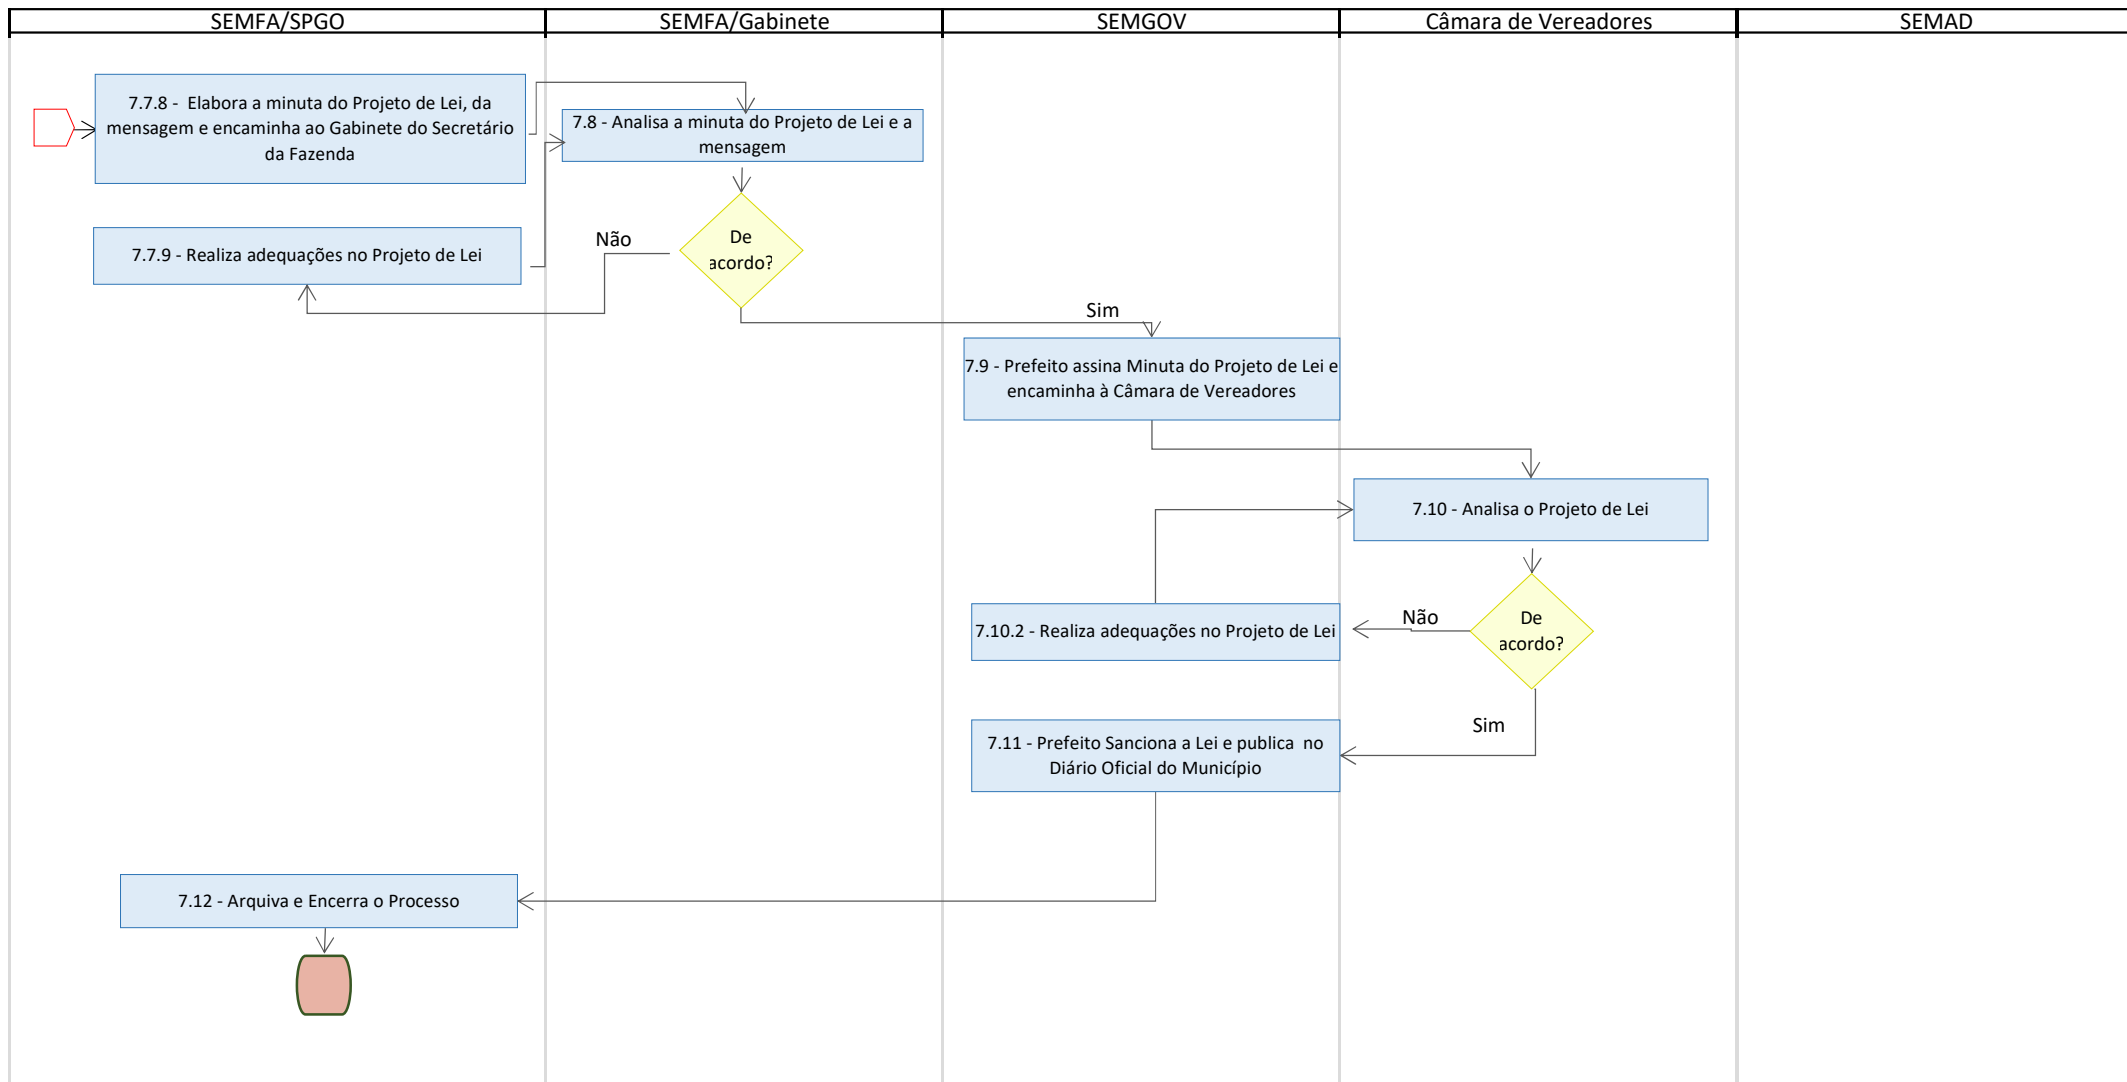 SEMFA/SPGO
SEMFA/Gabinete
SEMGOV
Câmara de Vereadores
SEMAD
7.7.8 -  Elabora a minuta do Projeto de Lei, da
mensagem e encaminha ao Gabinete do Secretário
da Fazenda
7.8 - Analisa a minuta do Projeto de Lei e a
mensagem
7.7.9 - Realiza adequações no Projeto de Lei
Não
De
acordo?
Sim
7.9 - Prefeito assina Minuta do Projeto de Lei e
encaminha à Câmara de Vereadores
7.10 - Analisa o Projeto de Lei
7.10.2 - Realiza adequações no Projeto de Lei
Não
De
acordo?
Sim
7.11 - Prefeito Sanciona a Lei e publica  no
Diário Oficial do Município
7.12 - Arquiva e Encerra o Processo